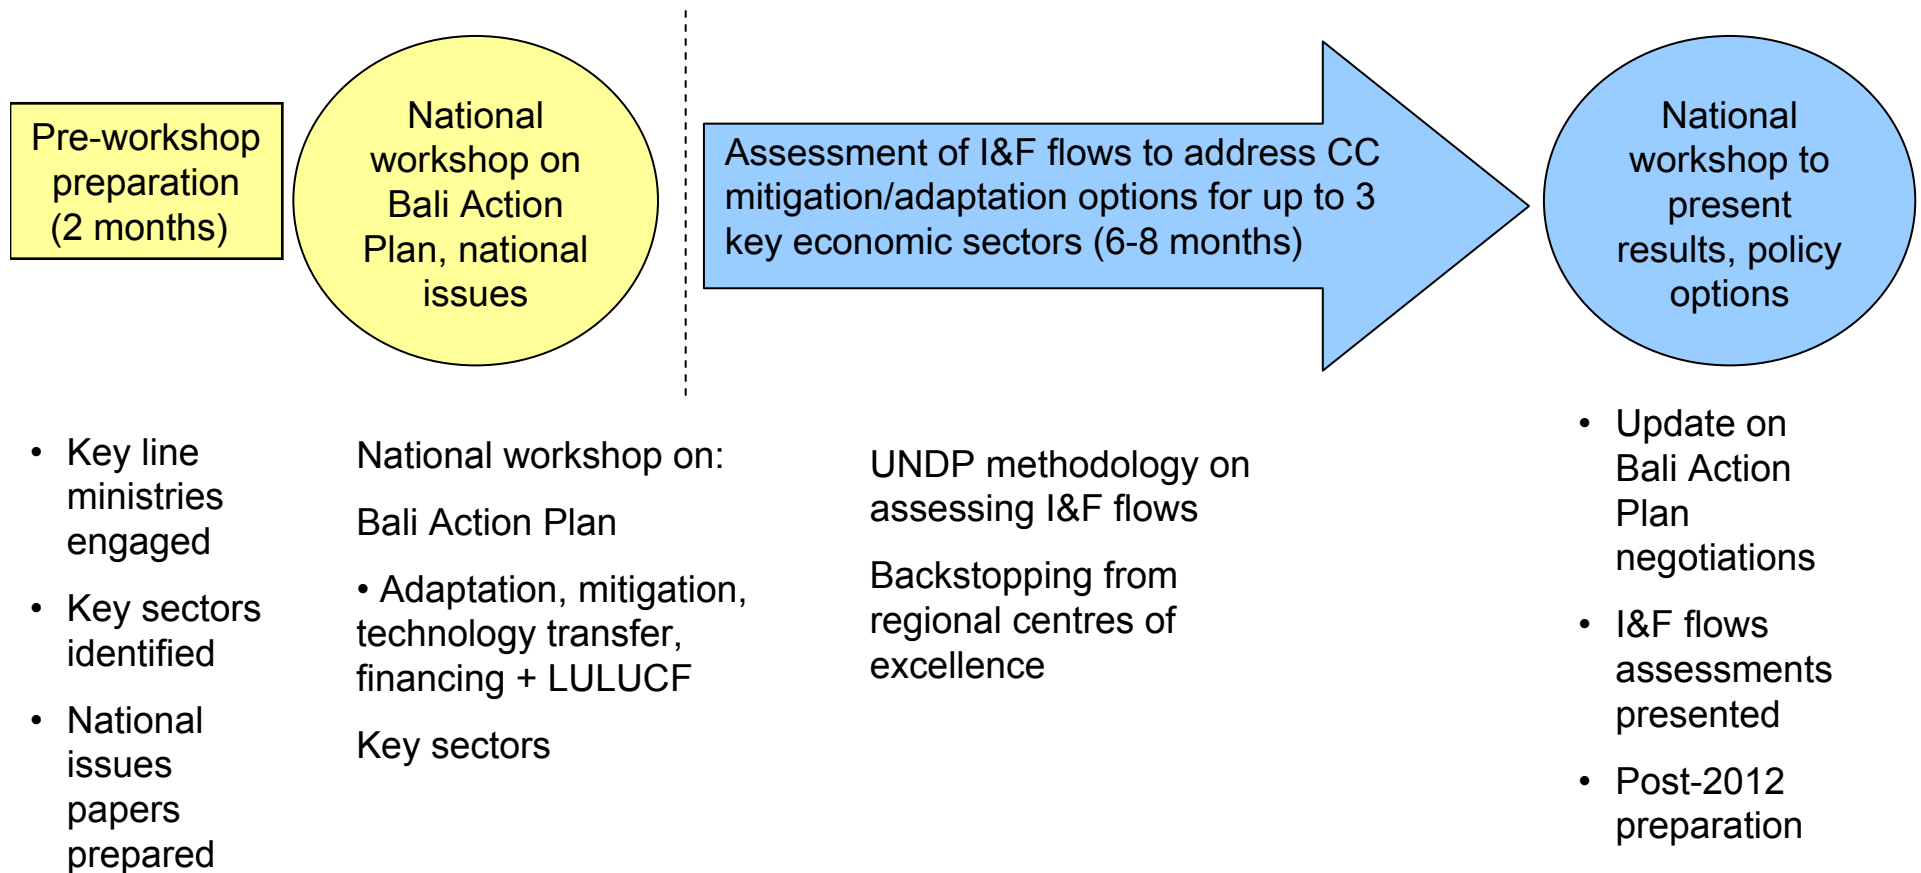 Pre-workshop
preparation
(2 months)
National
workshop on
Bali Action
Plan, national
issues
Assessment of I&F flows to address CC
mitigation/adaptation options for up to 3
key economic sectors (6-8 months)
National
workshop to
present
results, policy
options
• Key line
ministries
engaged
• Key sectors
identified
• National
issues
papers
prepared
National workshop on:
Bali Action Plan
• Adaptation, mitigation,
technology transfer,
financing + LULUCF
Key sectors
UNDP methodology on
assessing I&F flows
Backstopping from
regional centres of
excellence
• Update on
Bali Action
Plan
negotiations
• I&F flows
assessments
presented
• Post-2012
preparation